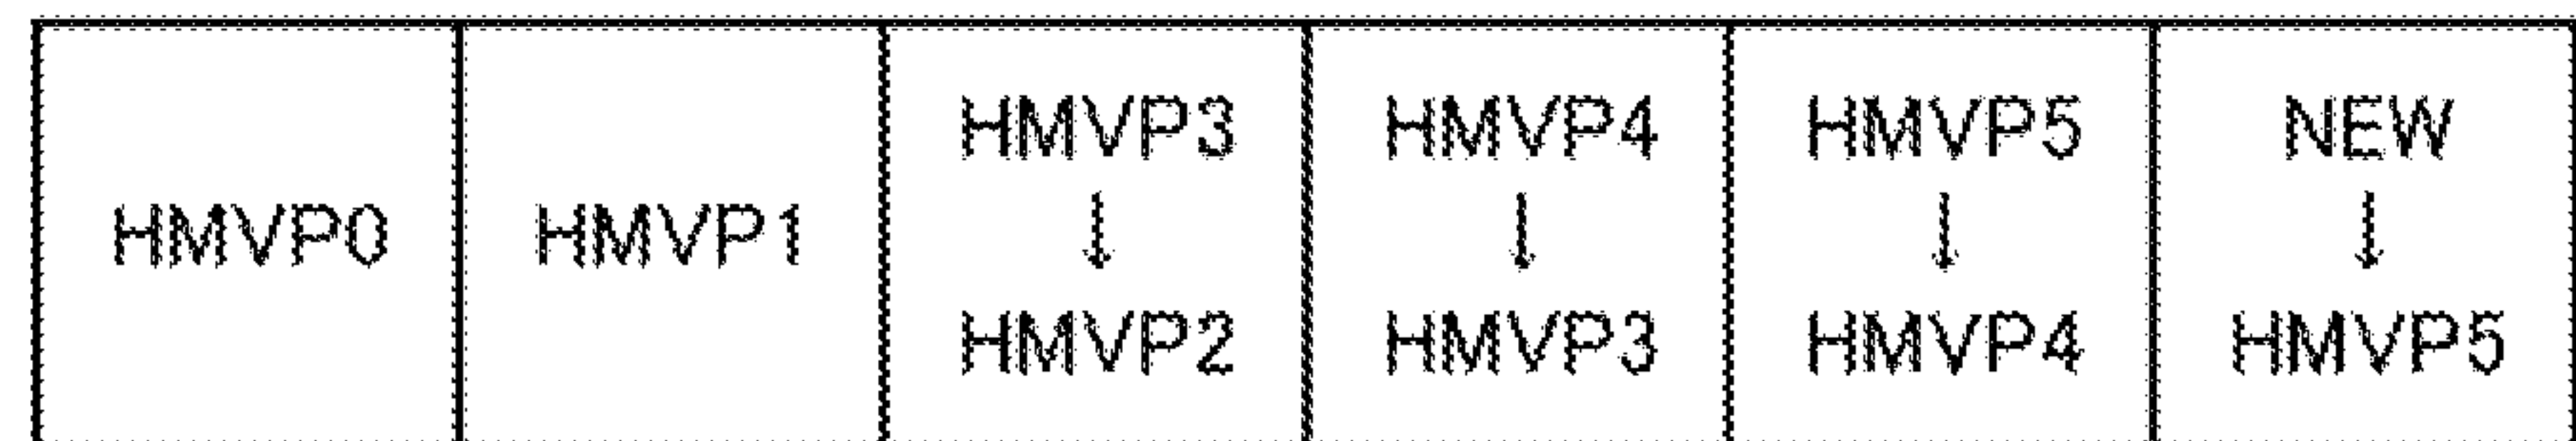 HMVP0
HMVP1
HMVP3
↓
HMVP2
HMVP4
↓
HMVP3
HMVP5
↓
HMVP4
NEW
↓
HMVP5